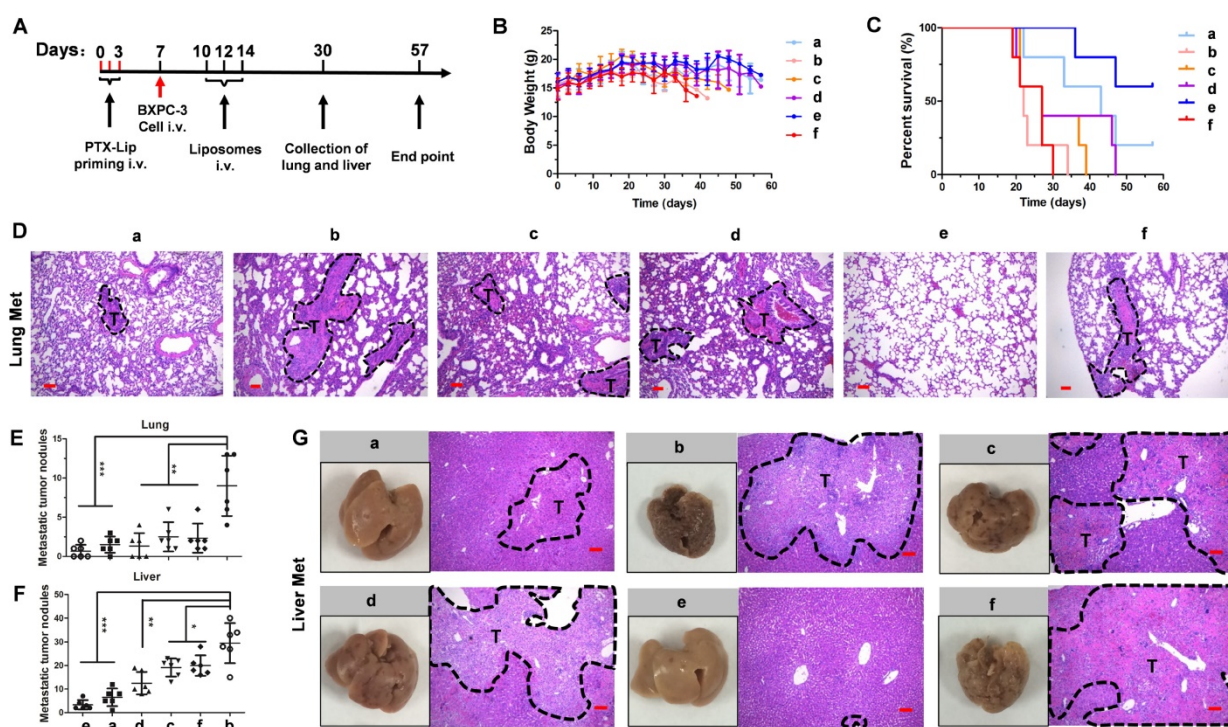 A
Days: 0 3 7 10 12 14 30 57
PTX-Lip
priming i.v.
BXPC-3
Cell i.v.
Liposomes
i.v.
Collection of
lung and liver
End point
B
Body Weight (g)
25
20
15
10
5
0
0 10 20 30 40 50 60
Time (days)
a
b
c
d
e
f
C
Percent survival (%)
100
50
0
0 10 20 30 40 50 60
Time (days)
a
b
c
d
e
f
D
Lung Met
a b c d e f
T T T T T T T
E
Lung
Metastatic tumor nodules
15
10
5
0
*** **
F
Liver
Metastatic tumor nodules
50
40
30
20
10
0
*** ** *
e a d c f b
G
Liver Met
a b c
T T T T
d e f
T T